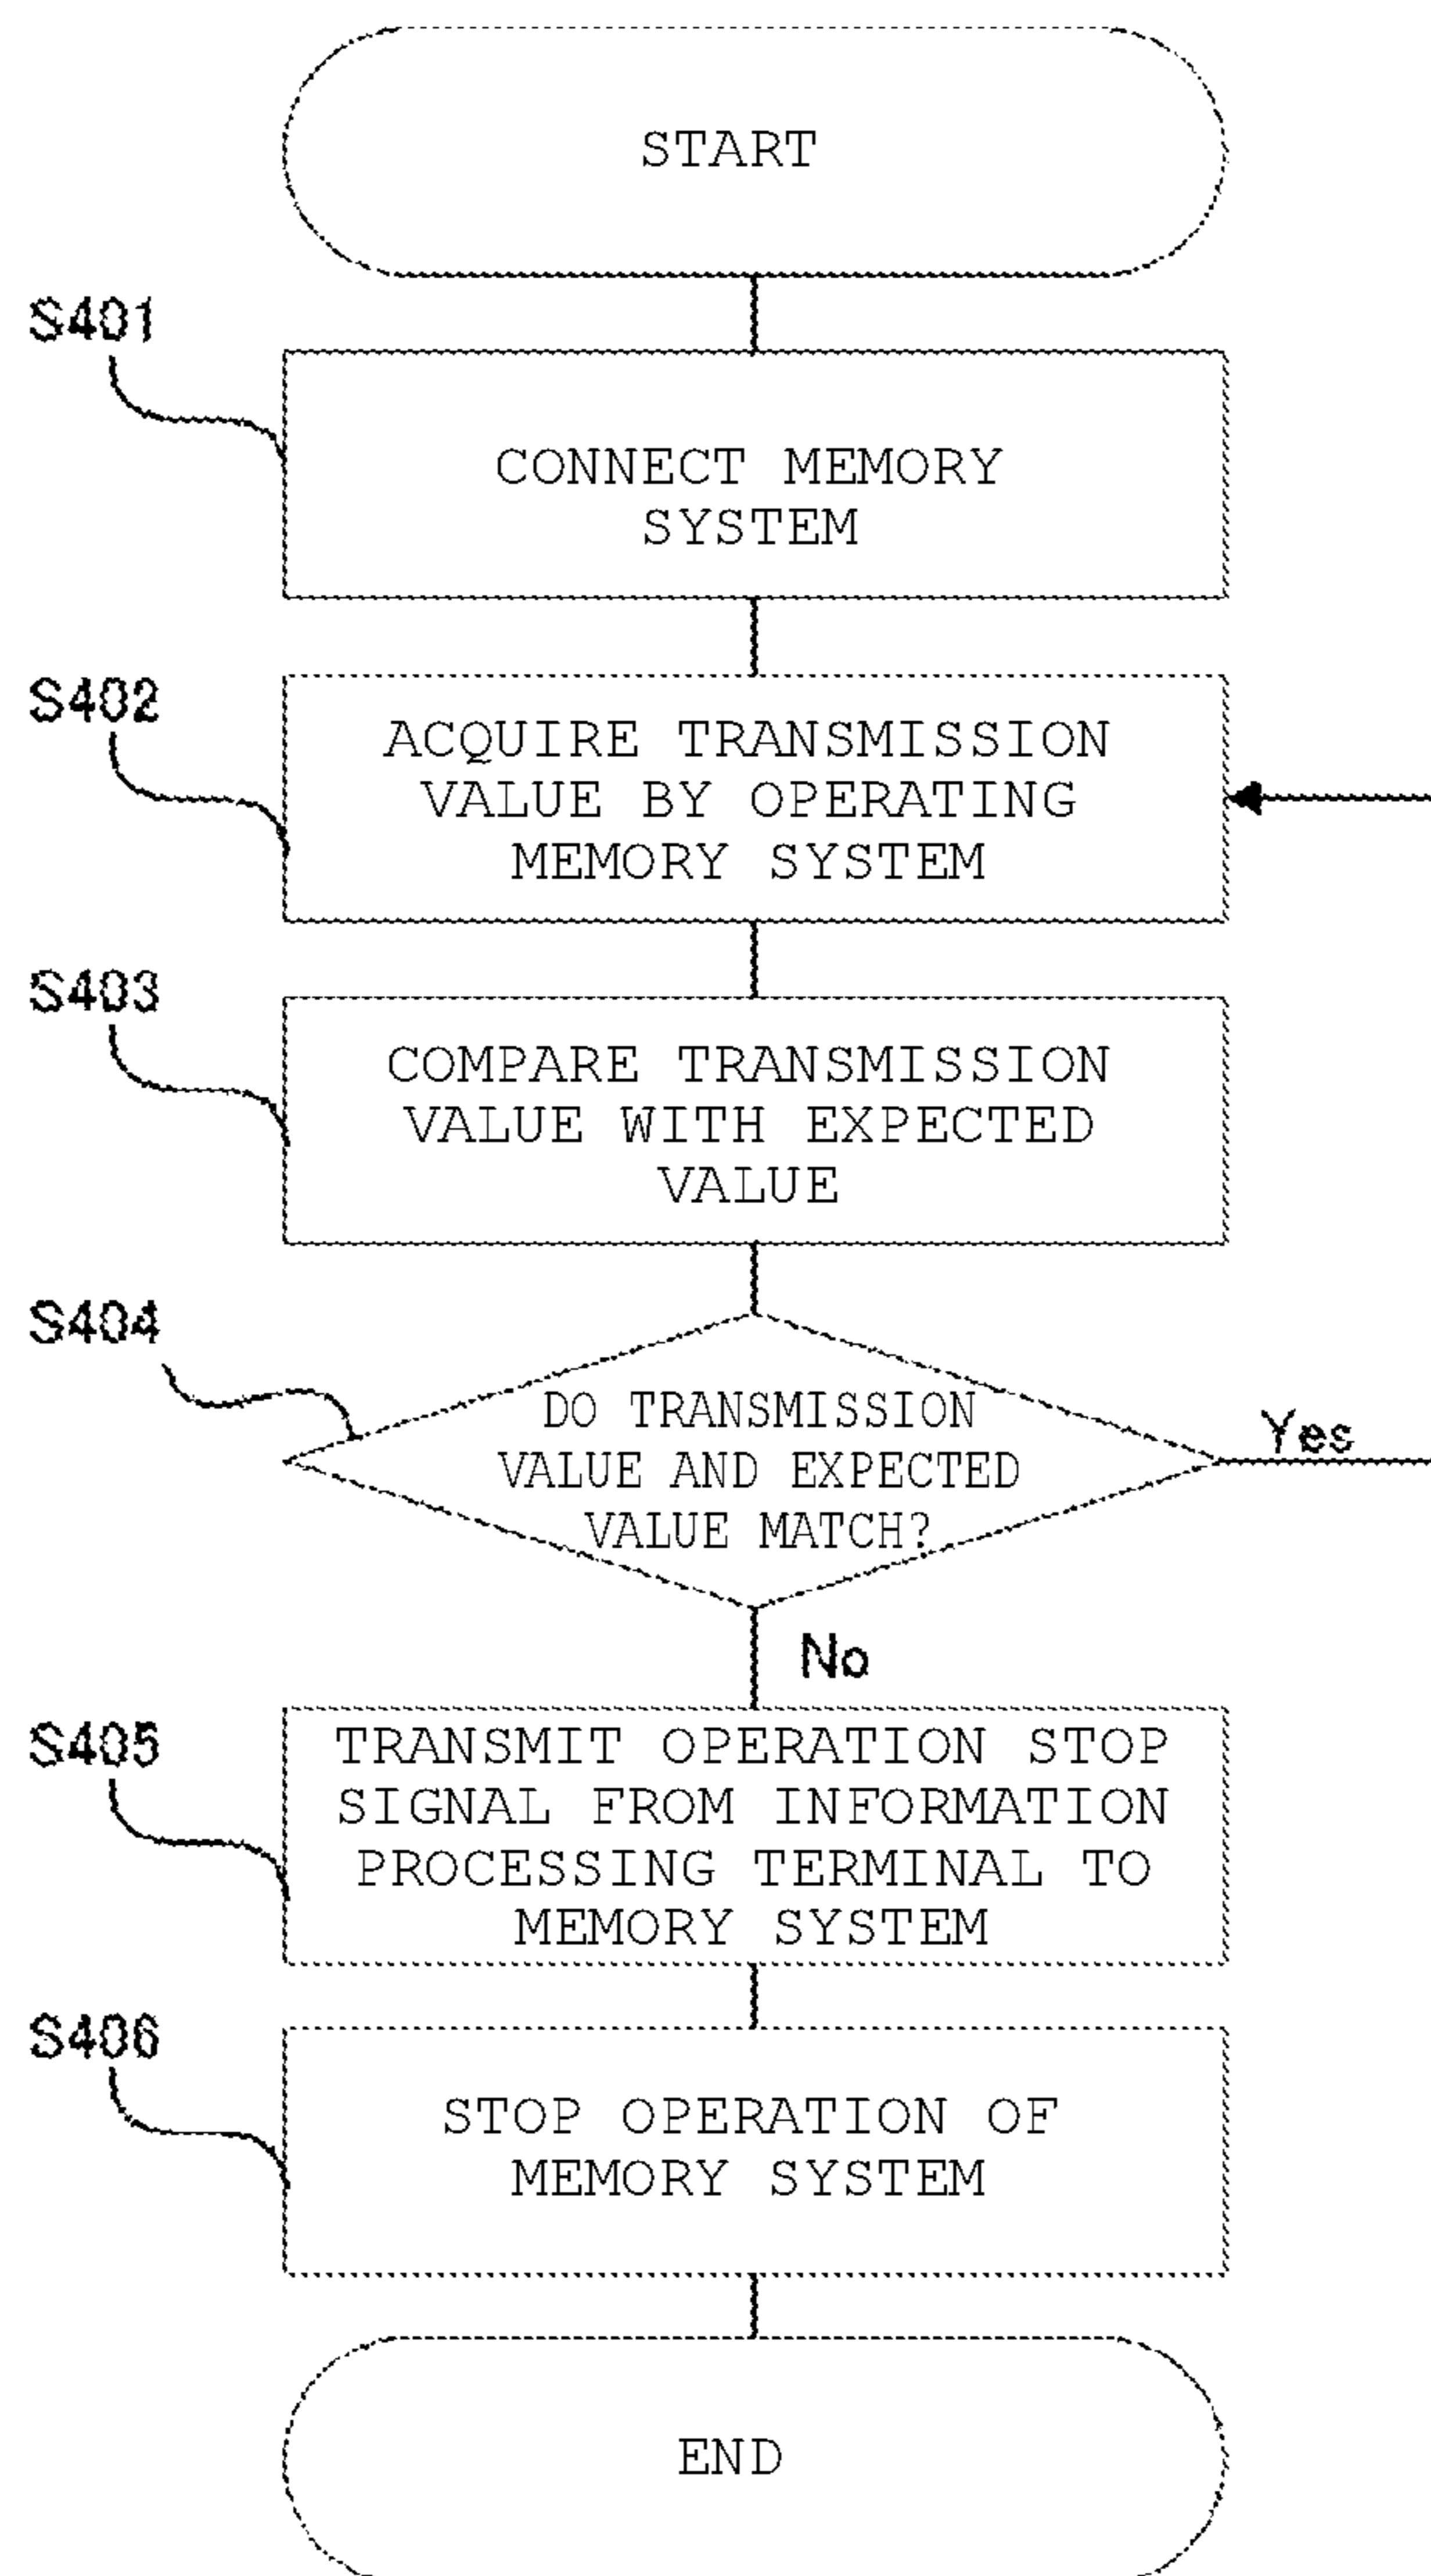 START
S401
CONNECT MEMORY
SYSTEM
S402
ACQUIRE TRANSMISSION
VALUE BY OPERATING
MEMORY SYSTEM
S403
COMPARE TRANSMISSION
VALUE WITH EXPECTED
VALUE
S404
DO TRANSMISSION
VALUE AND EXPECTED
VALUE MATCH?
Yes
No
S405
TRANSMIT OPERATION STOP
SIGNAL FROM INFORMATION
PROCESSING TERMINAL TO
MEMORY SYSTEM
S406
STOP OPERATION OF
MEMORY SYSTEM
END